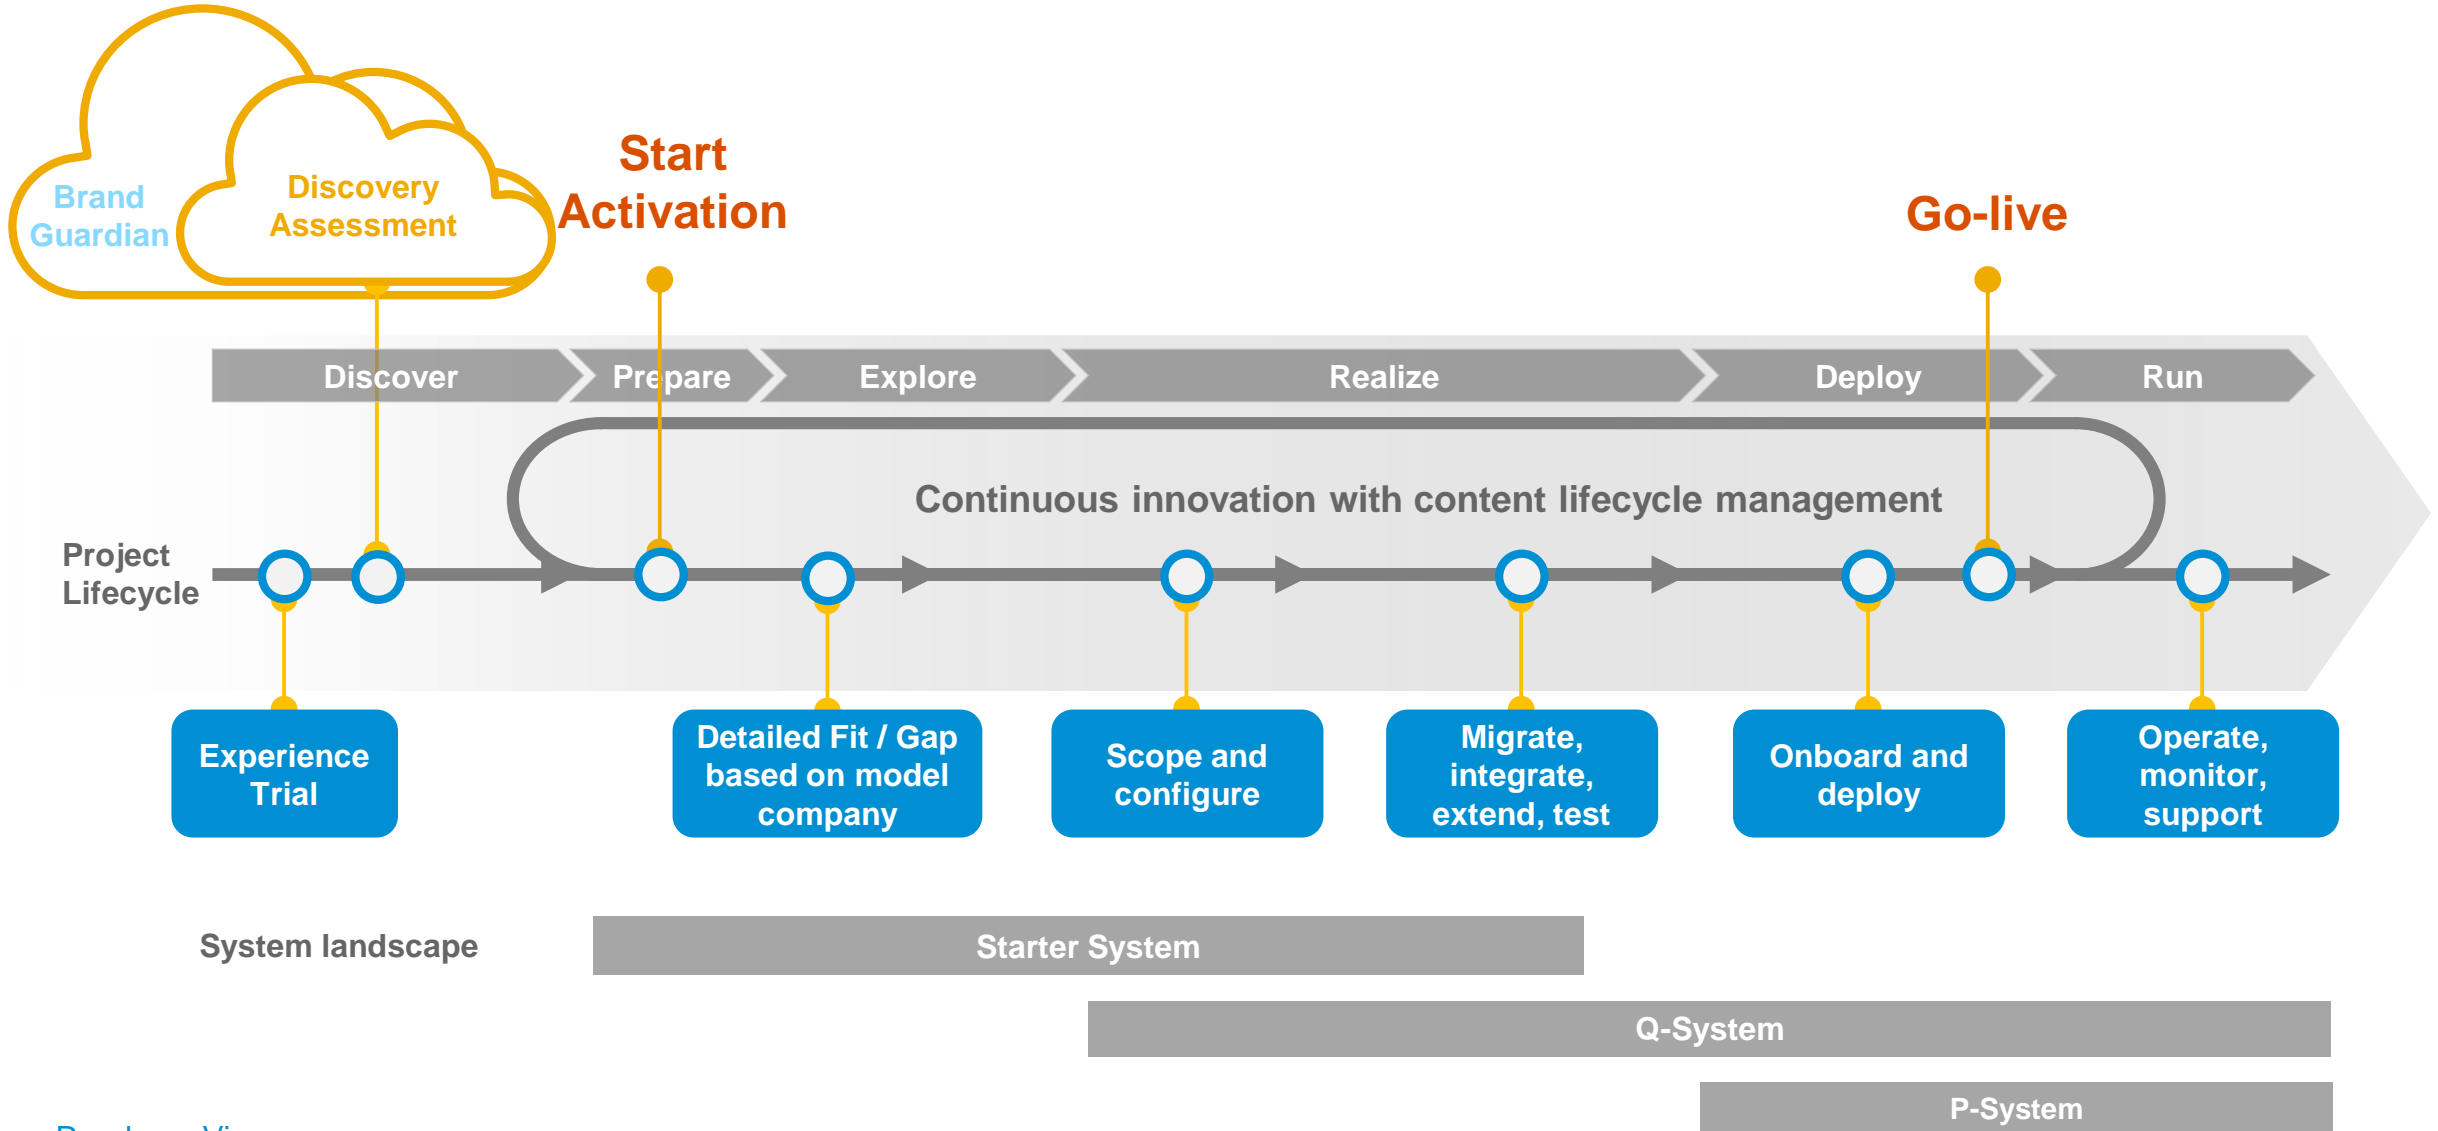 Brand
Guardian
Discovery
Assessment
Start
Activation
Go-live
Discover
Prepare
Explore
Realize
Deploy
Run
Continuous innovation with content lifecycle management
Project
Lifecycle
Experience
Trial
Detailed Fit / Gap
based on model
company
Scope and
configure
Migrate,
integrate,
extend, test
Onboard and
deploy
Operate,
monitor,
support
System landscape
Starter System
Q-System
P-System